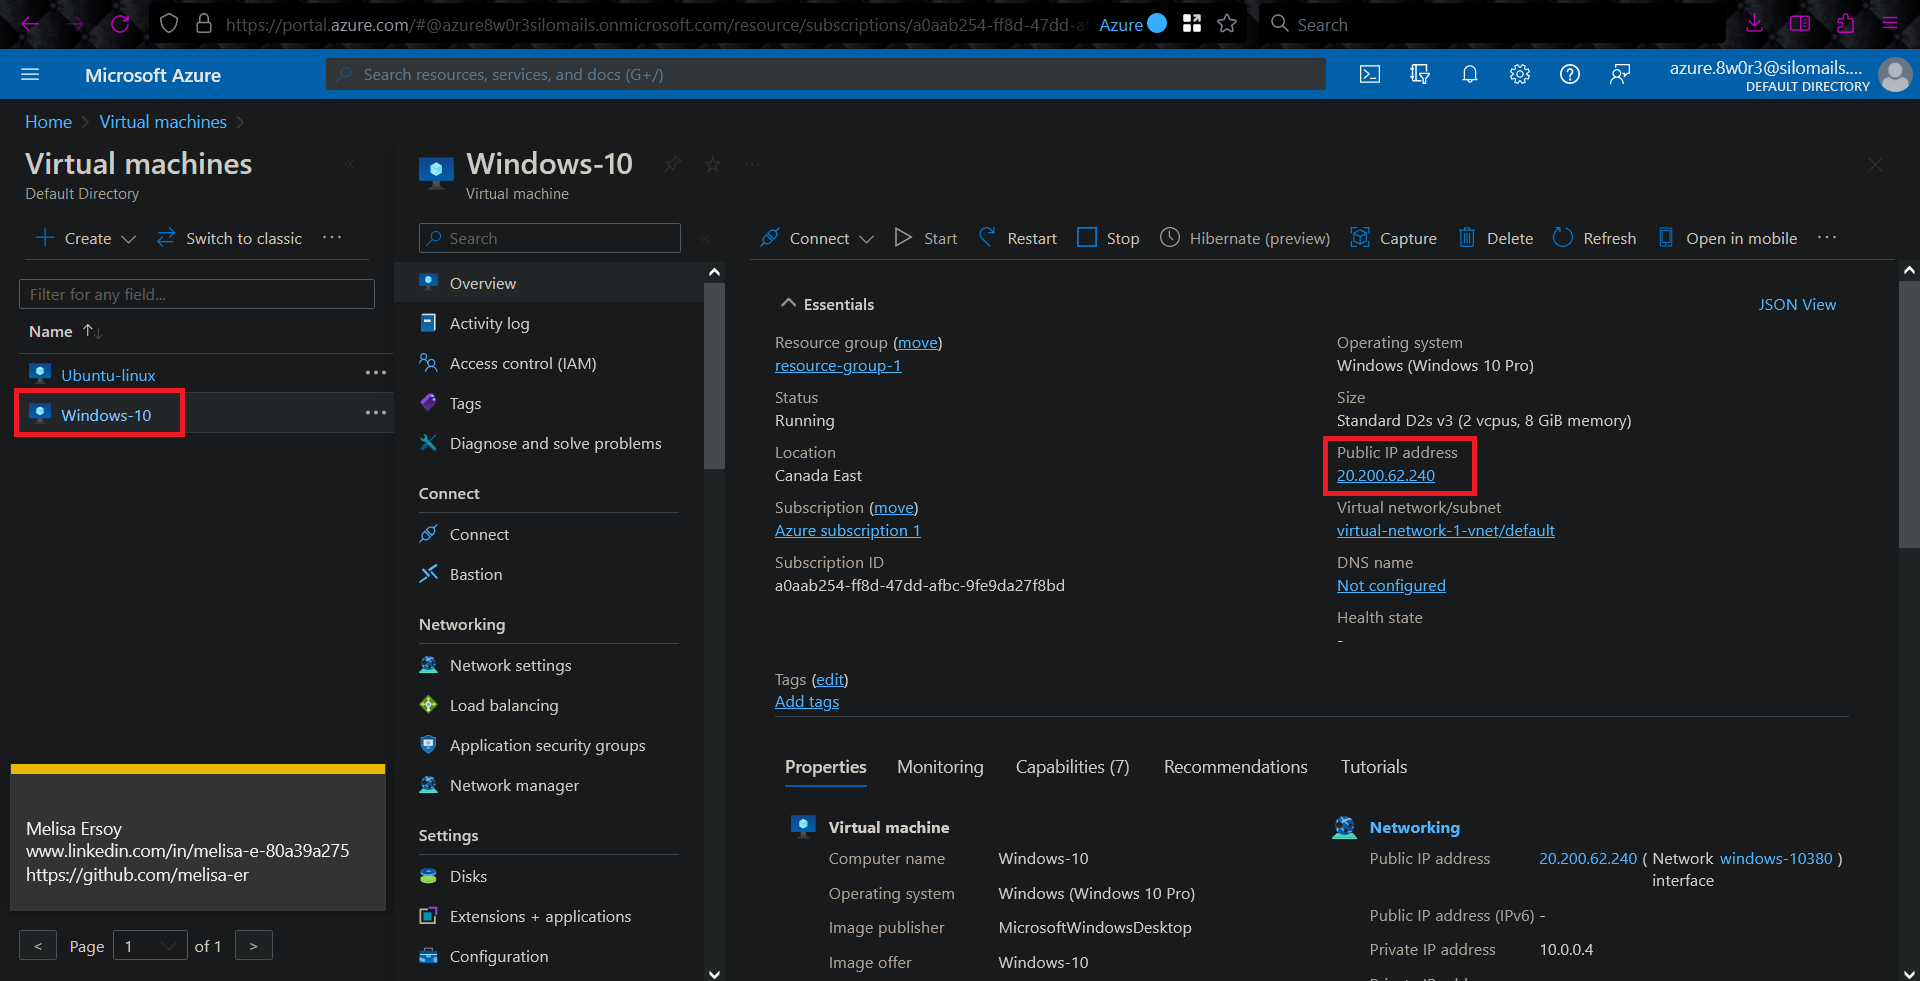 https://portal.azure.com/#@azure8w0r3silomails.onmicrosoft.com/resource/subscriptions/a0aab254-ff8d-47dd-a
Azure
Search
Microsoft Azure
Search resources, services, and docs (G+/)
azure.8w0r3@silomails....
DEFAULT DIRECTORY
Home > Virtual machines >
Virtual machines
Default Directory
Create
Switch to classic
Filter for any field...
Name
Ubuntu-linux
Windows-10
Melisa Ersoy
www.linkedin.com/in/melisa-e-80a39a275
https://github.com/melisa-er
< Page 1 of 1 >
Windows-10
Virtual machine
Search
Overview
Activity log
Access control (IAM)
Tags
Diagnose and solve problems
Connect
Connect
Bastion
Networking
Network settings
Load balancing
Application security groups
Network manager
Settings
Disks
Extensions + applications
Configuration
Connect
Start
Restart
Stop
Hibernate (preview)
Capture
Delete
Refresh
Open in mobile
Essentials
JSON View
Resource group (move)
resource-group-1
Status
Running
Location
Canada East
Subscription (move)
Azure subscription 1
Subscription ID
a0aab254-ff8d-47dd-afbc-9fe9da27f8bd
Operating system
Windows (Windows 10 Pro)
Size
Standard D2s v3 (2 vcpus, 8 GiB memory)
Public IP address
20.200.62.240
Virtual network/subnet
virtual-network-1-vnet/default
DNS name
Not configured
Health state
-
Tags (edit)
Add tags
Properties
Monitoring
Capabilities (7)
Recommendations
Tutorials
Virtual machine
Computer name Windows-10
Operating system Windows (Windows 10 Pro)
Image publisher MicrosoftWindowsDesktop
Image offer Windows-10
Networking
Public IP address 20.200.62.240 ( Network windows-10380 )
interface
Public IP address (IPv6) -
Private IP address 10.0.0.4